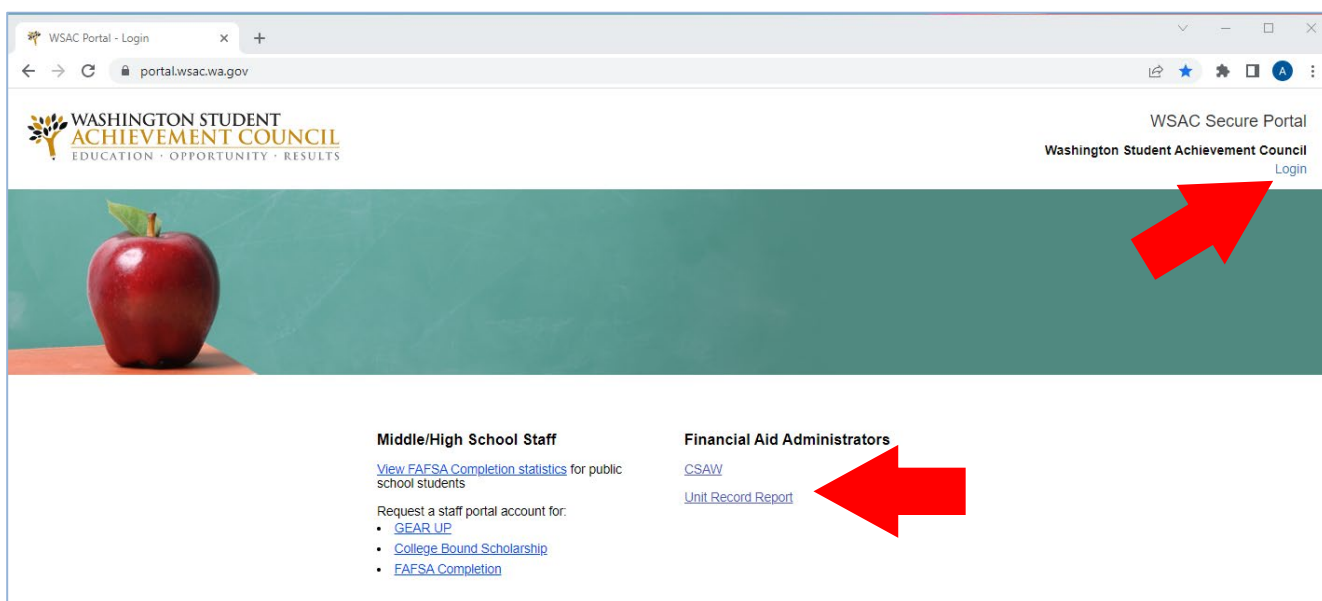 WSAC Portal - Login
portal.wsac.wa.gov
A
WASHINGTON STUDENT
ACHIEVEMENT COUNCIL
EDUCATION · OPPORTUNITY · RESULTS
WSAC Secure Portal
Washington Student Achievement Council
Login
Middle/High School Staff
View FAFSA Completion statistics for public
school students
Request a staff portal account for:
• GEAR UP
• College Bound Scholarship
• FAFSA Completion
Financial Aid Administrators
CSAW
Unit Record Report